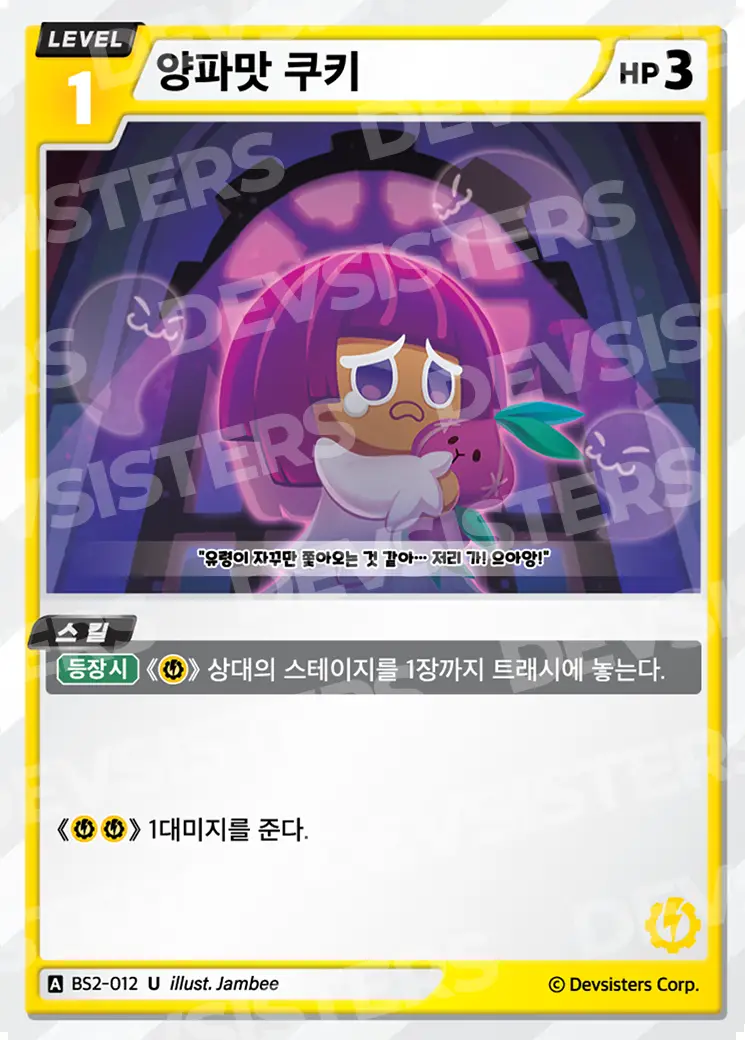 LEVEL
1
양파맛 쿠키
HP 3
"유령이 자꾸만 쫓아오는 것 같아… 저리 가! 으아앙!"
스킬
등장 시 《》 상대의 스테이지를 1장까지 트래시에 놓는다.
《》 1대미지를 준다.
A BS2-012 U illust. Jambee
© Devsisters Corp.
DEVSISTERS